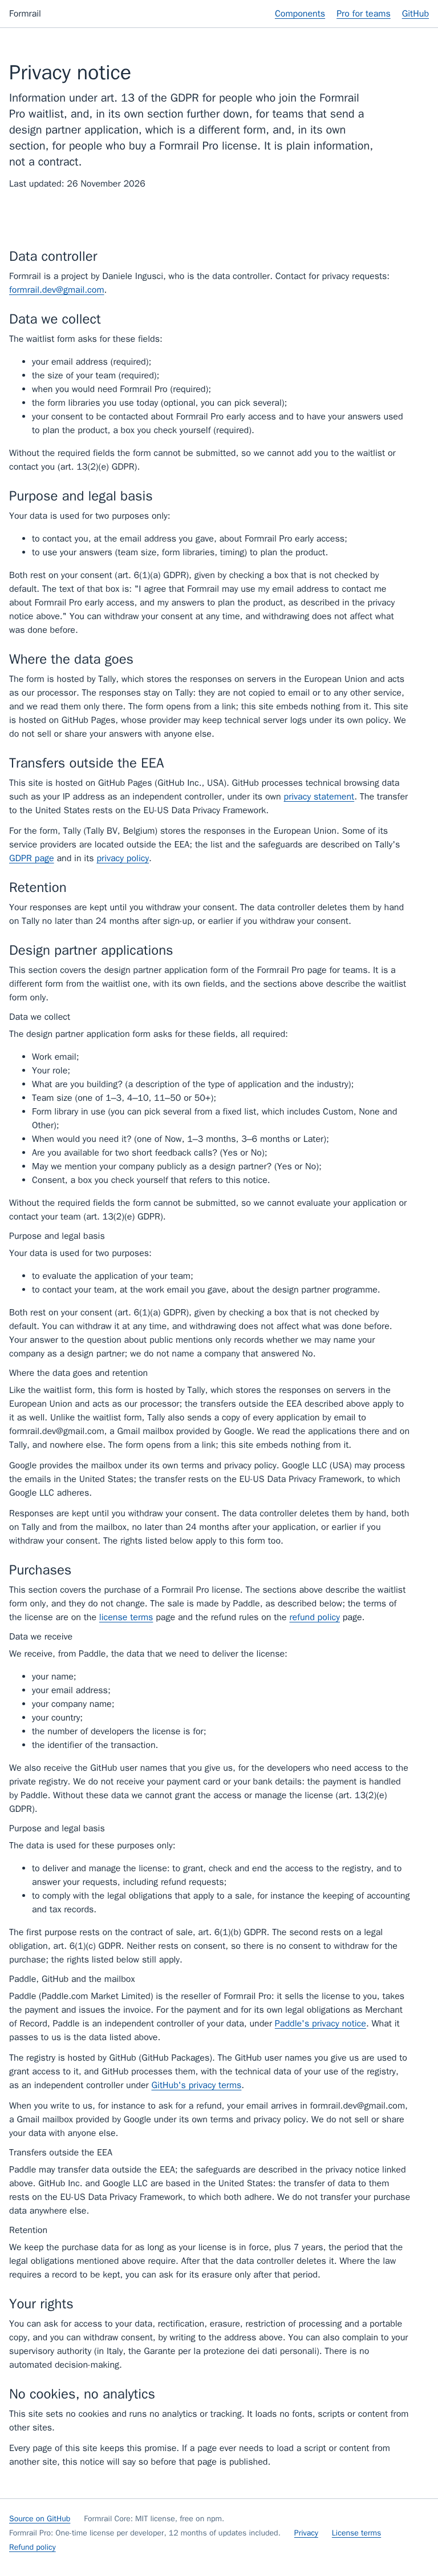 Formrail
Components Pro for teams GitHub
Privacy notice
Information under art. 13 of the GDPR for people who join the Formrail
Pro waitlist, and, in its own section further down, for teams that send a
design partner application, which is a different form, and, in its own
section, for people who buy a Formrail Pro license. It is plain information,
not a contract.
Last updated: 26 November 2026
Data controller
Formrail is a project by Daniele Ingusci, who is the data controller. Contact for privacy requests:
formrail.dev@gmail.com.
Data we collect
The waitlist form asks for these fields:
• your email address (required);
• the size of your team (required);
• when you would need Formrail Pro (required);
• the form libraries you use today (optional, you can pick several);
• your consent to be contacted about Formrail Pro early access and to have your answers used
to plan the product, a box you check yourself (required).
Without the required fields the form cannot be submitted, so we cannot add you to the waitlist or
contact you (art. 13(2)(e) GDPR).
Purpose and legal basis
Your data is used for two purposes only:
• to contact you, at the email address you gave, about Formrail Pro early access;
• to use your answers (team size, form libraries, timing) to plan the product.
Both rest on your consent (art. 6(1)(a) GDPR), given by checking a box that is not checked by
default. The text of that box is: "I agree that Formrail may use my email address to contact me
about Formrail Pro early access, and my answers to plan the product, as described in the privacy
notice above." You can withdraw your consent at any time, and withdrawing does not affect what
was done before.
Where the data goes
The form is hosted by Tally, which stores the responses on servers in the European Union and acts
as our processor. The responses stay on Tally: they are not copied to email or to any other service,
and we read them only there. The form opens from a link; this site embeds nothing from it. This site
is hosted on GitHub Pages, whose provider may keep technical server logs under its own policy. We
do not sell or share your answers with anyone else.
Transfers outside the EEA
This site is hosted on GitHub Pages (GitHub Inc., USA). GitHub processes technical browsing data
such as your IP address as an independent controller, under its own privacy statement. The transfer
to the United States rests on the EU-US Data Privacy Framework.
For the form, Tally (Tally BV, Belgium) stores the responses in the European Union. Some of its
service providers are located outside the EEA; the list and the safeguards are described on Tally's
GDPR page and in its privacy policy.
Retention
Your responses are kept until you withdraw your consent. The data controller deletes them by hand
on Tally no later than 24 months after sign-up, or earlier if you withdraw your consent.
Design partner applications
This section covers the design partner application form of the Formrail Pro page for teams. It is a
different form from the waitlist one, with its own fields, and the sections above describe the waitlist
form only.
Data we collect
The design partner application form asks for these fields, all required:
• Work email;
• Your role;
• What are you building? (a description of the type of application and the industry);
• Team size (one of 1–3, 4–10, 11–50 or 50+);
• Form library in use (you can pick several from a fixed list, which includes Custom, None and
Other);
• When would you need it? (one of Now, 1–3 months, 3–6 months or Later);
• Are you available for two short feedback calls? (Yes or No);
• May we mention your company publicly as a design partner? (Yes or No);
• Consent, a box you check yourself that refers to this notice.
Without the required fields the form cannot be submitted, so we cannot evaluate your application or
contact your team (art. 13(2)(e) GDPR).
Purpose and legal basis
Your data is used for two purposes:
• to evaluate the application of your team;
• to contact your team, at the work email you gave, about the design partner programme.
Both rest on your consent (art. 6(1)(a) GDPR), given by checking a box that is not checked by
default. You can withdraw it at any time, and withdrawing does not affect what was done before.
Your answer to the question about public mentions only records whether we may name your
company as a design partner; we do not name a company that answered No.
Where the data goes and retention
Like the waitlist form, this form is hosted by Tally, which stores the responses on servers in the
European Union and acts as our processor; the transfers outside the EEA described above apply to
it as well. Unlike the waitlist form, Tally also sends a copy of every application by email to
formrail.dev@gmail.com, a Gmail mailbox provided by Google. We read the applications there and on
Tally, and nowhere else. The form opens from a link; this site embeds nothing from it.
Google provides the mailbox under its own terms and privacy policy. Google LLC (USA) may process
the emails in the United States; the transfer rests on the EU-US Data Privacy Framework, to which
Google LLC adheres.
Responses are kept until you withdraw your consent. The data controller deletes them by hand, both
on Tally and from the mailbox, no later than 24 months after your application, or earlier if you
withdraw your consent. The rights listed below apply to this form too.
Purchases
This section covers the purchase of a Formrail Pro license. The sections above describe the waitlist
form only, and they do not change. The sale is made by Paddle, as described below; the terms of
the license are on the license terms page and the refund rules on the refund policy page.
Data we receive
We receive, from Paddle, the data that we need to deliver the license:
• your name;
• your email address;
• your company name;
• your country;
• the number of developers the license is for;
• the identifier of the transaction.
We also receive the GitHub user names that you give us, for the developers who need access to the
private registry. We do not receive your payment card or your bank details: the payment is handled
by Paddle. Without these data we cannot grant the access or manage the license (art. 13(2)(e)
GDPR).
Purpose and legal basis
The data is used for these purposes only:
• to deliver and manage the license: to grant, check and end the access to the registry, and to
answer your requests, including refund requests;
• to comply with the legal obligations that apply to a sale, for instance the keeping of accounting
and tax records.
The first purpose rests on the contract of sale, art. 6(1)(b) GDPR. The second rests on a legal
obligation, art. 6(1)(c) GDPR. Neither rests on consent, so there is no consent to withdraw for the
purchase; the rights listed below still apply.
Paddle, GitHub and the mailbox
Paddle (Paddle.com Market Limited) is the reseller of Formrail Pro: it sells the license to you, takes
the payment and issues the invoice. For the payment and for its own legal obligations as Merchant
of Record, Paddle is an independent controller of your data, under Paddle's privacy notice. What it
passes to us is the data listed above.
The registry is hosted by GitHub (GitHub Packages). The GitHub user names you give us are used to
grant access to it, and GitHub processes them, with the technical data of your use of the registry,
as an independent controller under GitHub's privacy terms.
When you write to us, for instance to ask for a refund, your email arrives in formrail.dev@gmail.com,
a Gmail mailbox provided by Google under its own terms and privacy policy. We do not sell or share
your data with anyone else.
Transfers outside the EEA
Paddle may transfer data outside the EEA; the safeguards are described in the privacy notice linked
above. GitHub Inc. and Google LLC are based in the United States: the transfer of data to them
rests on the EU-US Data Privacy Framework, to which both adhere. We do not transfer your purchase
data anywhere else.
Retention
We keep the purchase data for as long as your license is in force, plus 7 years, the period that the
legal obligations mentioned above require. After that the data controller deletes it. Where the law
requires a record to be kept, you can ask for its erasure only after that period.
Your rights
You can ask for access to your data, rectification, erasure, restriction of processing and a portable
copy, and you can withdraw consent, by writing to the address above. You can also complain to your
supervisory authority (in Italy, the Garante per la protezione dei dati personali). There is no
automated decision-making.
No cookies, no analytics
This site sets no cookies and runs no analytics or tracking. It loads no fonts, scripts or content from
other sites.
Every page of this site keeps this promise. If a page ever needs to load a script or content from
another site, this notice will say so before that page is published.
Source on GitHub Formrail Core: MIT license, free on npm.
Formrail Pro: One-time license per developer, 12 months of updates included. Privacy License terms
Refund policy